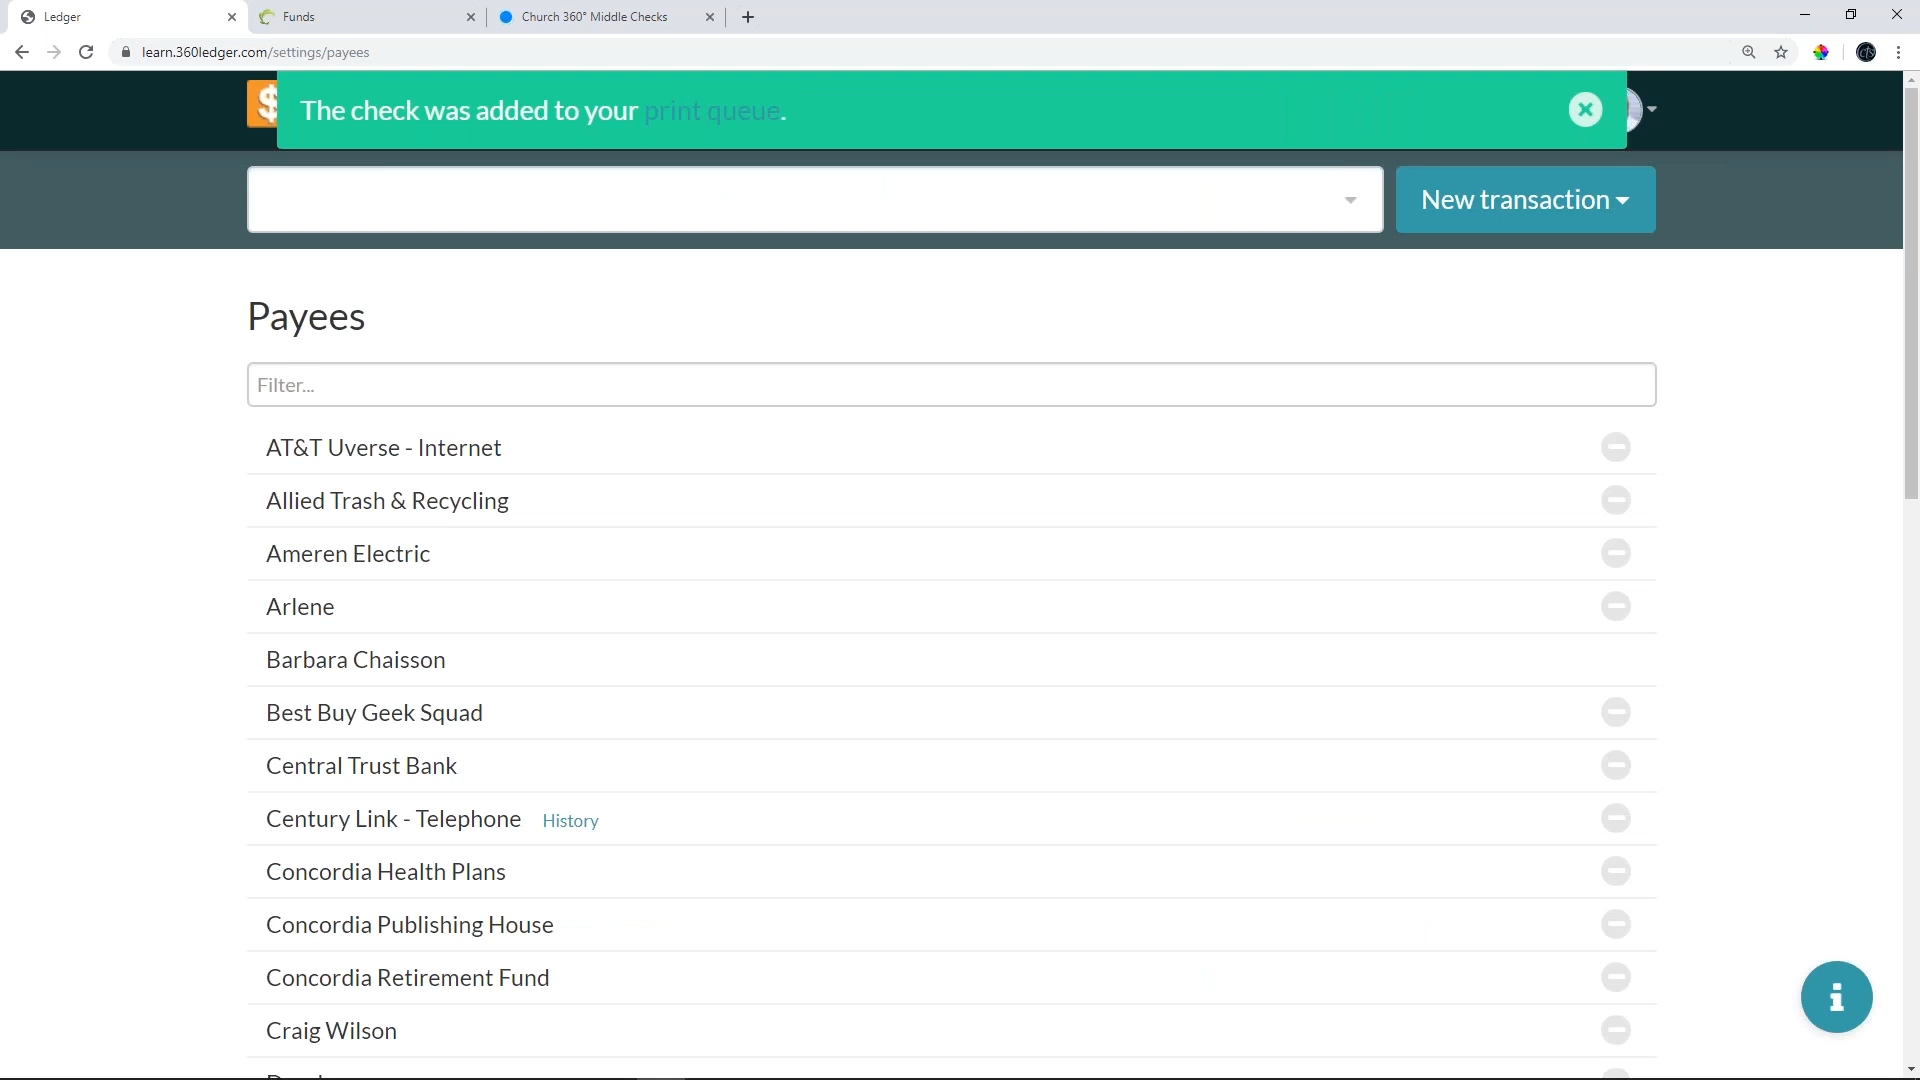 Ledger
Funds
Church 360° Middle Checks
learn.360ledger.com/settings/payees
$
The check was added to your print queue.
New transaction
Payees
Filter...
AT&T Uverse - Internet
Allied Trash & Recycling
Ameren Electric
Arlene
Barbara Chaisson
Best Buy Geek Squad
Central Trust Bank
Century Link - Telephone History
Concordia Health Plans
Concordia Publishing House
Concordia Retirement Fund
Craig Wilson